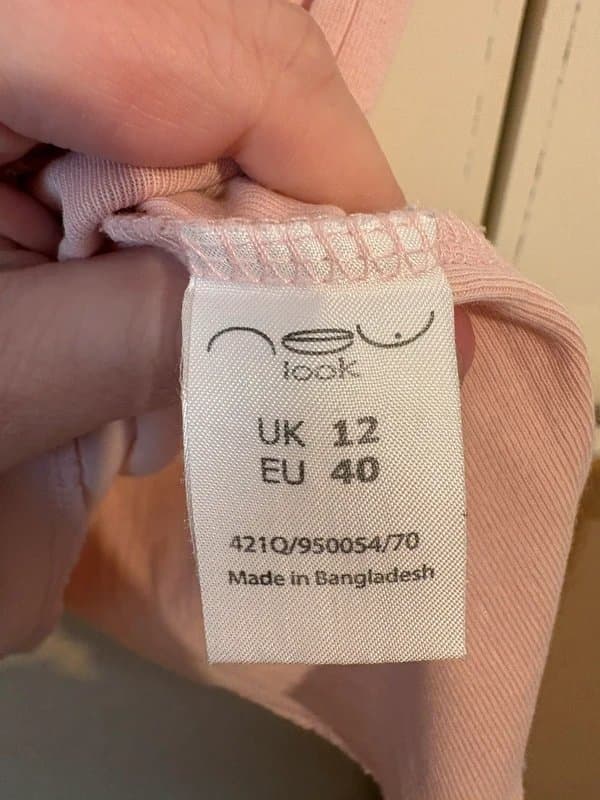 new
look
UK 12
EU 40
421Q/950054/70
Made in Bangladesh